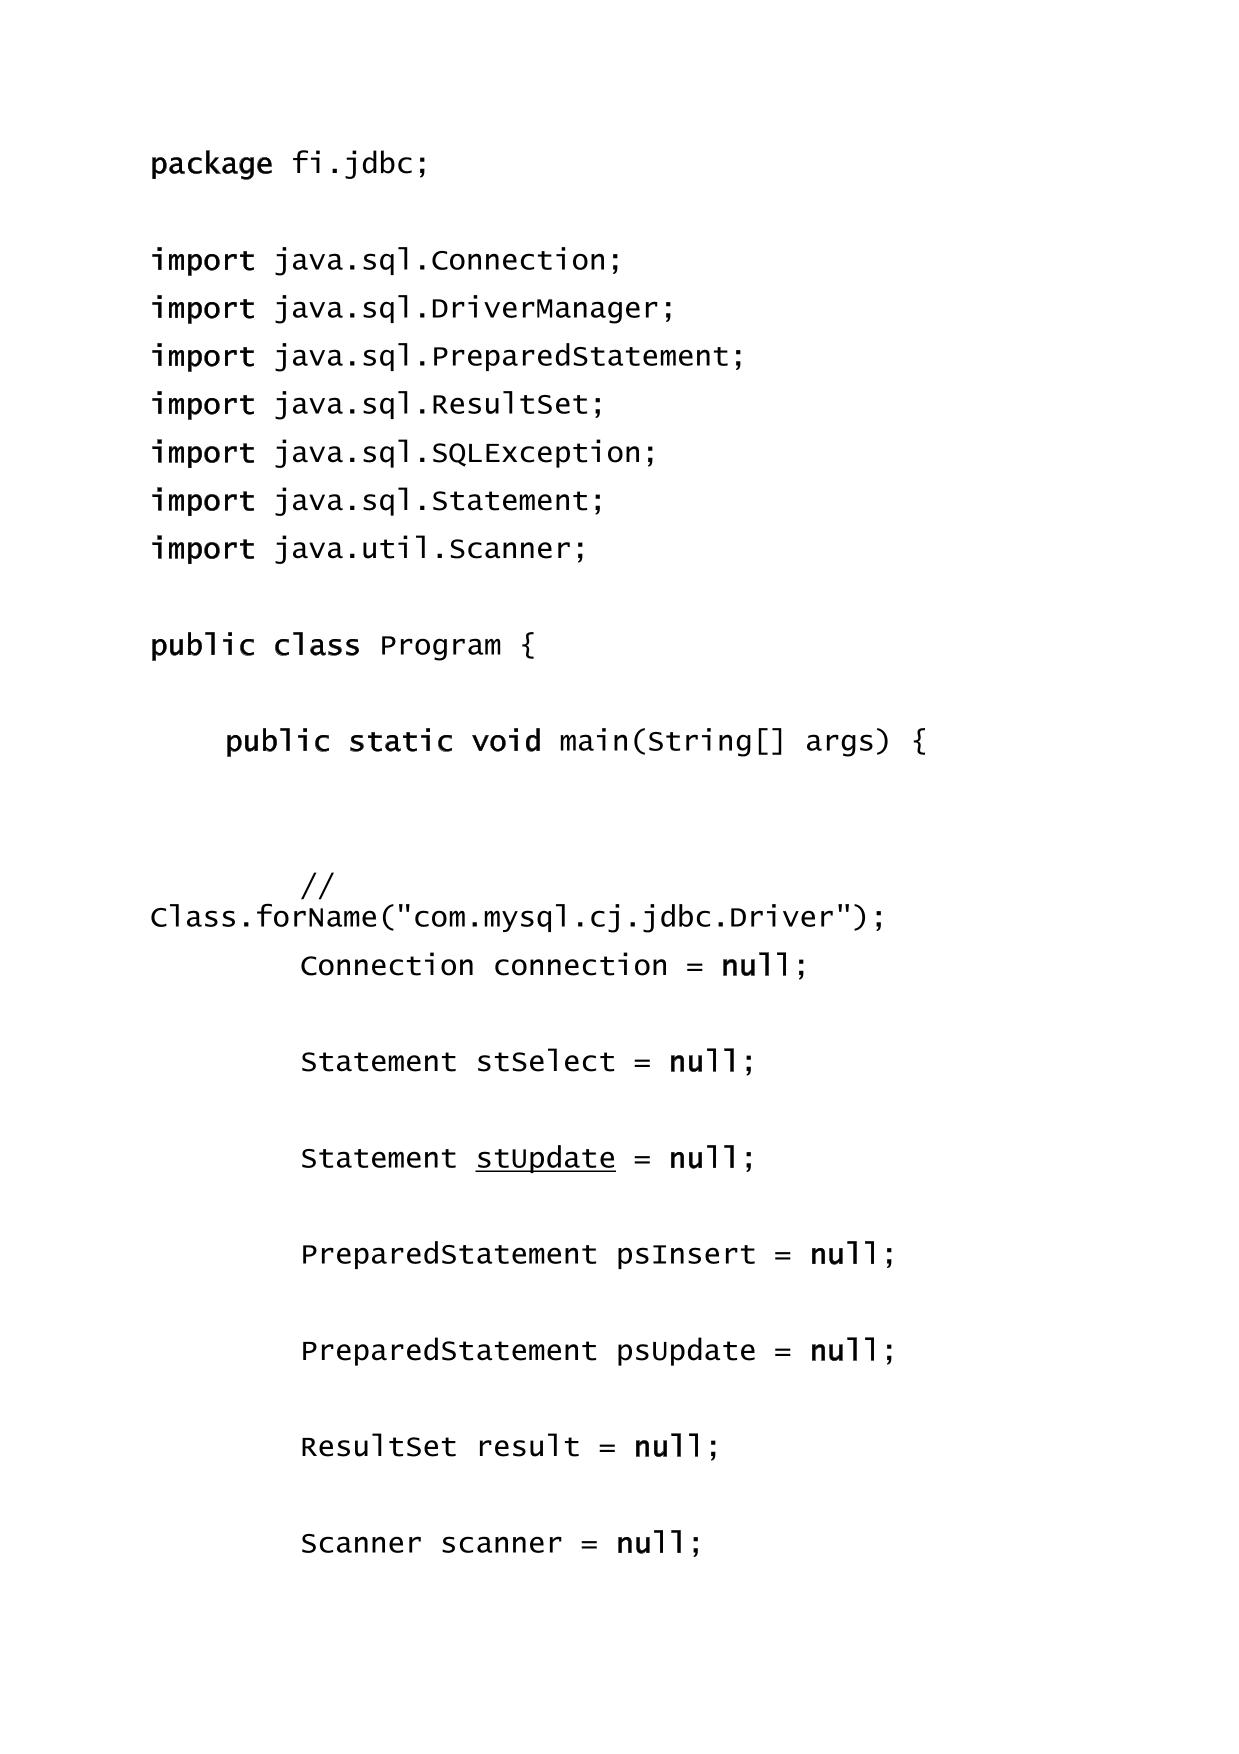 package fi.jdbc;
import java.sql.Connection;
import java.sql.DriverManager;
import java.sql.PreparedStatement;
import java.sql.ResultSet;
import java.sql.SQLException;
import java.sql.Statement;
import java.util.Scanner;
public class Program {
public static void main(String[] args) {
//
Class.forName("com.mysql.cj.jdbc.Driver");
Connection connection = null;
Statement stSelect = null;
Statement stUpdate = null;
PreparedStatement psInsert = null;
PreparedStatement psUpdate = null;
ResultSet result = null;
Scanner scanner = null;